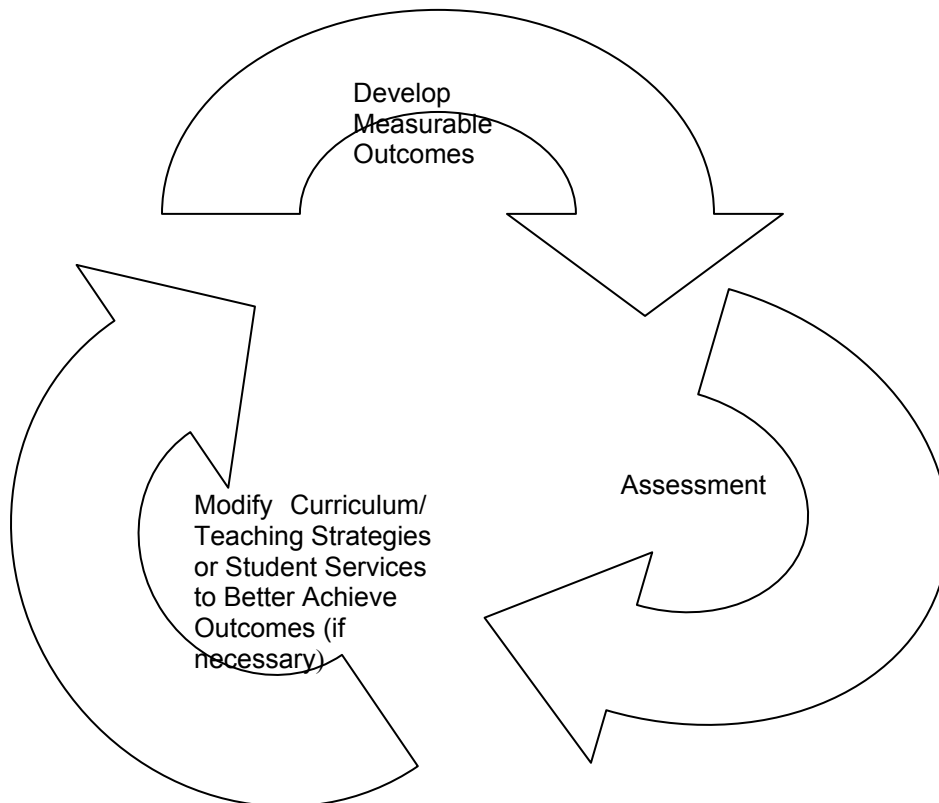 Develop
Measurable
Outcomes
Assessment
Modify Curriculum/
Teaching Strategies
or Student Services
to Better Achieve
Outcomes (if
necessary)